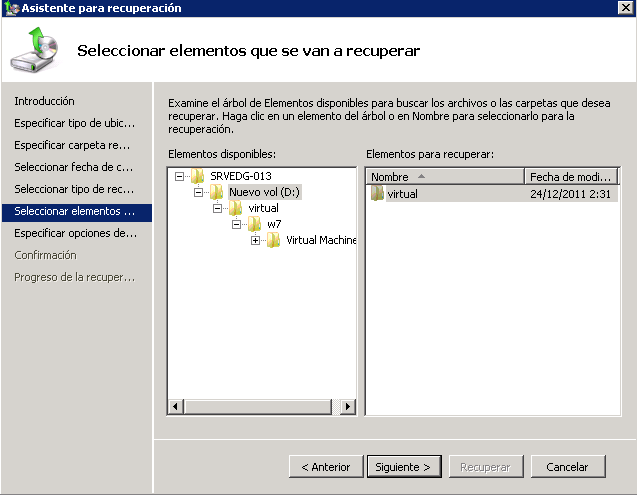 Asistente para recuperación
Seleccionar elementos que se van a recuperar
Introducción
Especificar tipo de ubic...
Especificar carpeta re...
Seleccionar fecha de c...
Seleccionar tipo de rec...
Seleccionar elementos ...
Especificar opciones de...
Confirmación
Progreso de la recuper...
Examine el árbol de Elementos disponibles para buscar los archivos o las carpetas que desea
recuperar. Haga clic en un elemento del árbol o en Nombre para seleccionarlo para la
recuperación.
Elementos disponibles:
SRVEDG-013
Nuevo vol (D:)
virtual
w7
Virtual Machine
Elementos para recuperar:
Nombre Fecha de modi...
virtual 24/12/2011 2:31
< Anterior Siguiente > Recuperar Cancelar